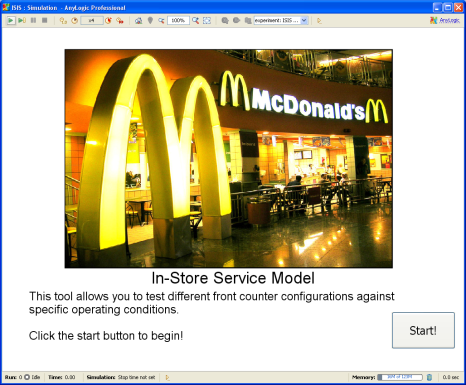 ISIS : Simulation - AnyLogic Professional
x4
100%
experiment: ISIS ...
AnyLogic
McDonald's
In-Store Service Model
This tool allows you to test different front counter configurations against
specific operating conditions.
Click the start button to begin!
Start!
Run: 0 Idle Time: 0.00 Simulation: Stop time not set Memory: 0.0 sec